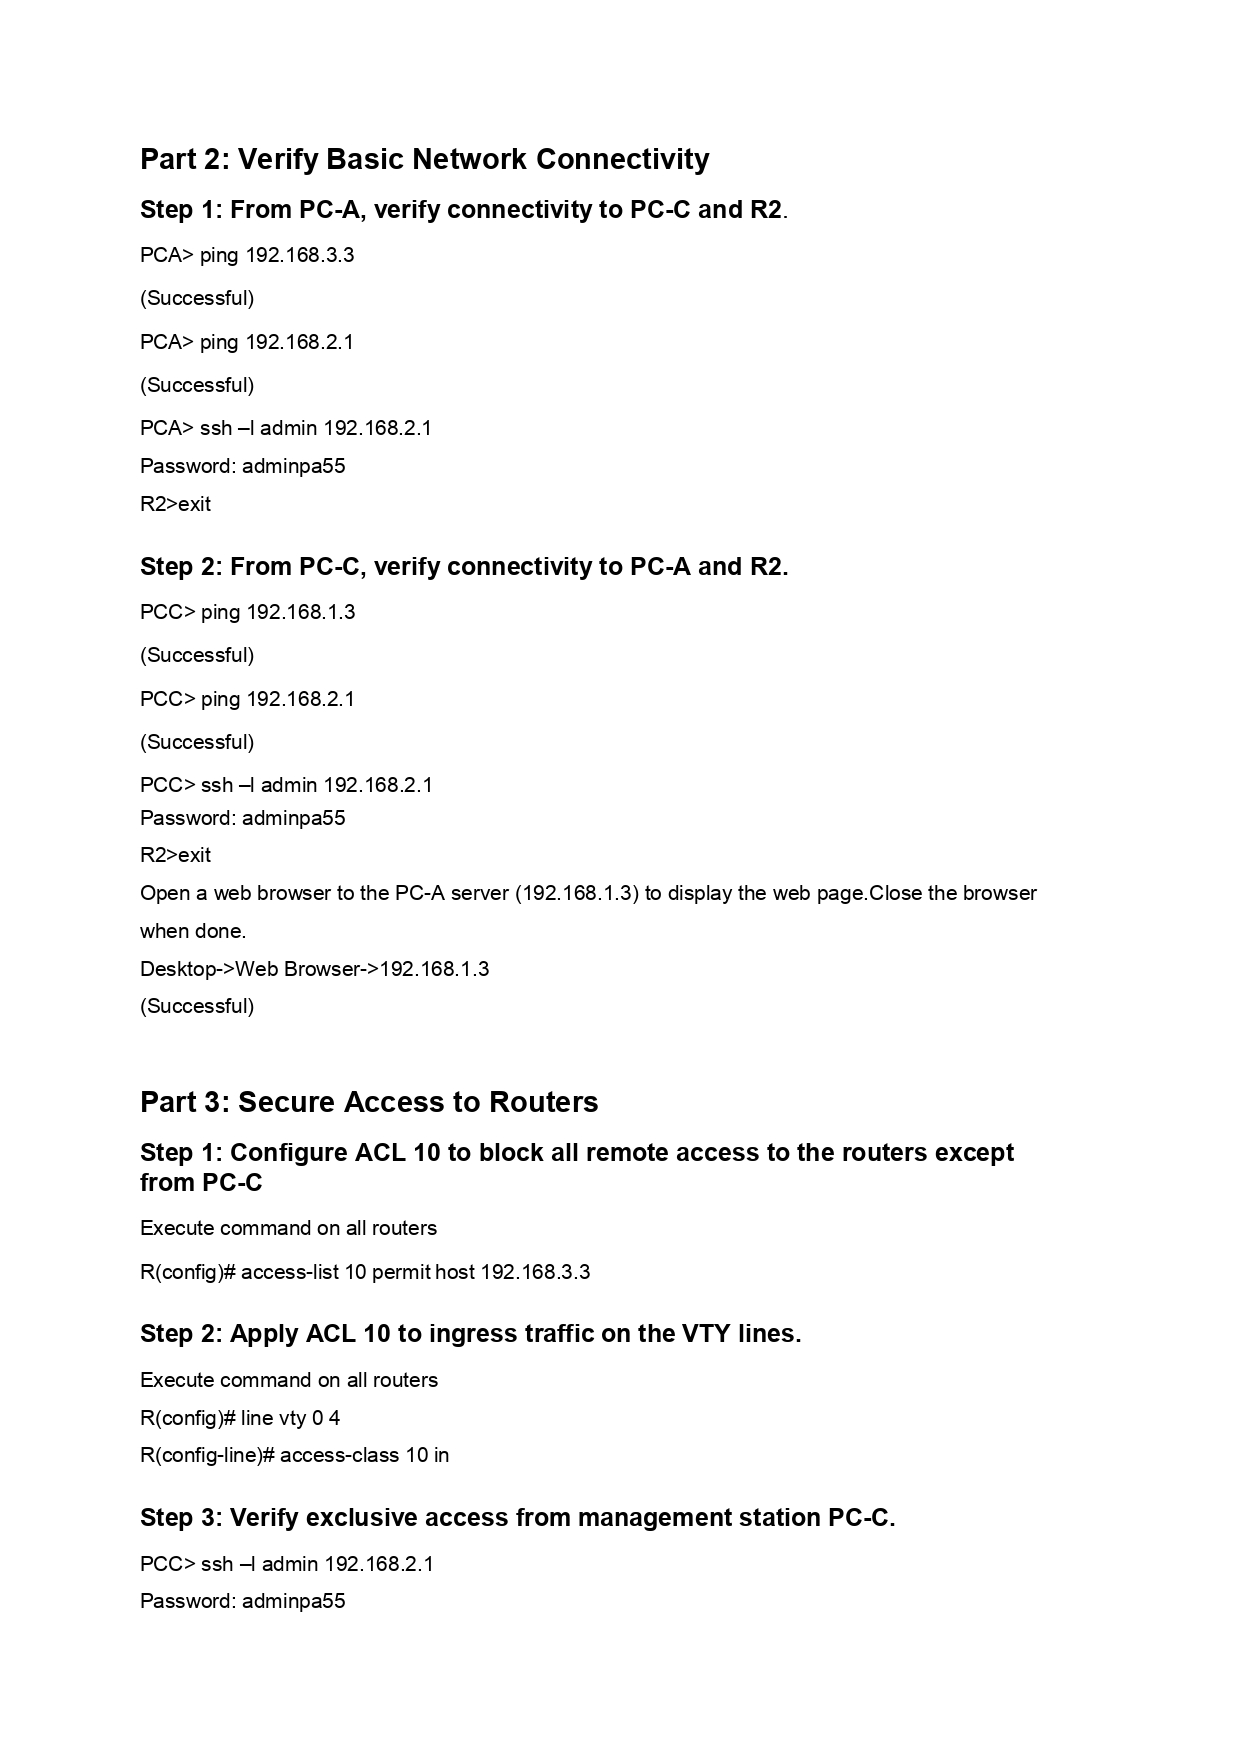 Part 2: Verify Basic Network Connectivity
Step 1: From PC-A, verify connectivity to PC-C and R2.
PCA> ping 192.168.3.3
(Successful)
PCA> ping 192.168.2.1
(Successful)
PCA> ssh –l admin 192.168.2.1
Password: adminpa55
R2>exit
Step 2: From PC-C, verify connectivity to PC-A and R2.
PCC> ping 192.168.1.3
(Successful)
PCC> ping 192.168.2.1
(Successful)
PCC> ssh –l admin 192.168.2.1
Password: adminpa55
R2>exit
Open a web browser to the PC-A server (192.168.1.3) to display the web page.Close the browser
when done.
Desktop->Web Browser->192.168.1.3
(Successful)
Part 3: Secure Access to Routers
Step 1: Configure ACL 10 to block all remote access to the routers except
from PC-C
Execute command on all routers
R(config)# access-list 10 permit host 192.168.3.3
Step 2: Apply ACL 10 to ingress traffic on the VTY lines.
Execute command on all routers
R(config)# line vty 0 4
R(config-line)# access-class 10 in
Step 3: Verify exclusive access from management station PC-C.
PCC> ssh –l admin 192.168.2.1
Password: adminpa55